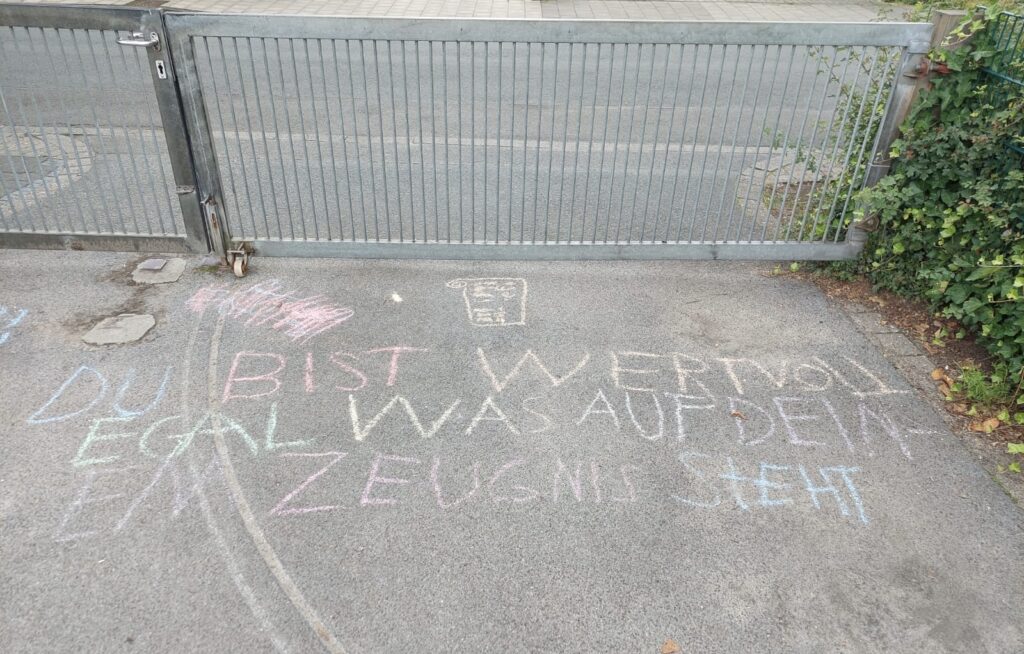 DU BIST WERTVOLL
EGAL WAS AUF DEIN-
EM ZEUGNIS STEHT